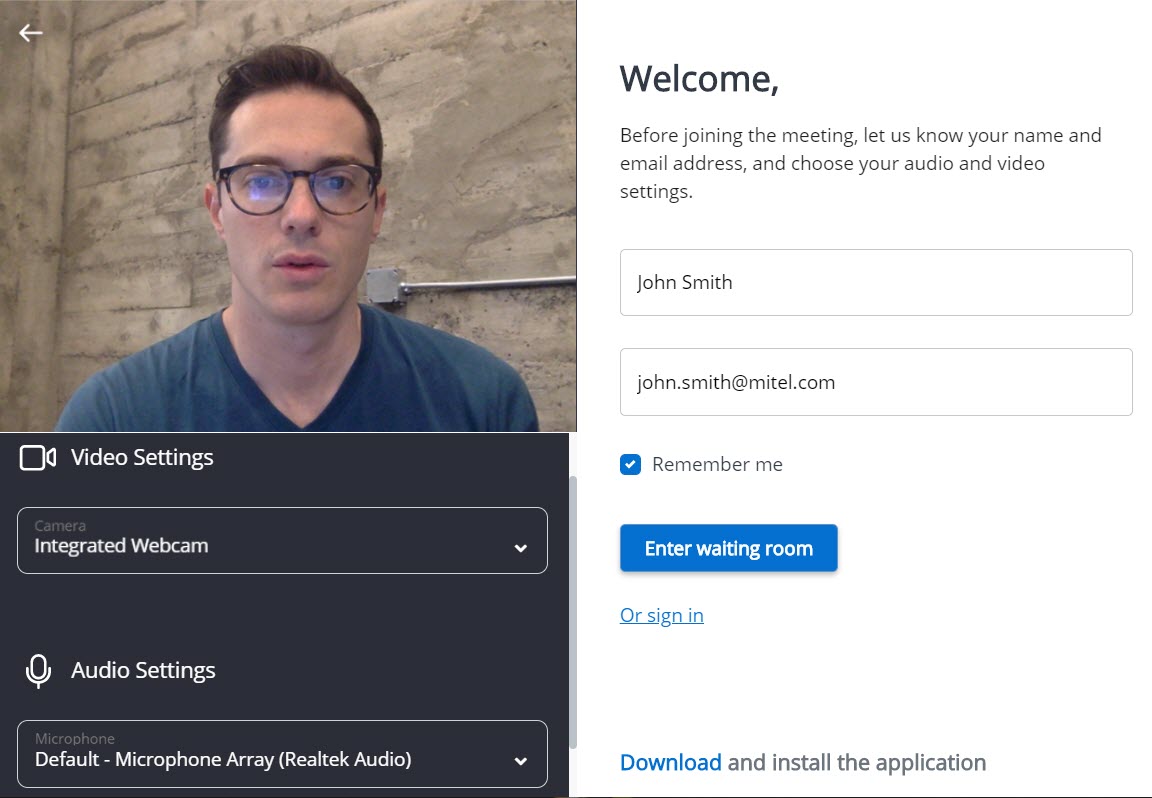 Welcome,
Before joining the meeting, let us know your name and
email address, and choose your audio and video
settings.
John Smith
john.smith@mitel.com
Remember me
Enter waiting room
Or sign in
Download and install the application
Video Settings
Camera
Integrated Webcam
Audio Settings
Microphone
Default - Microphone Array (Realtek Audio)